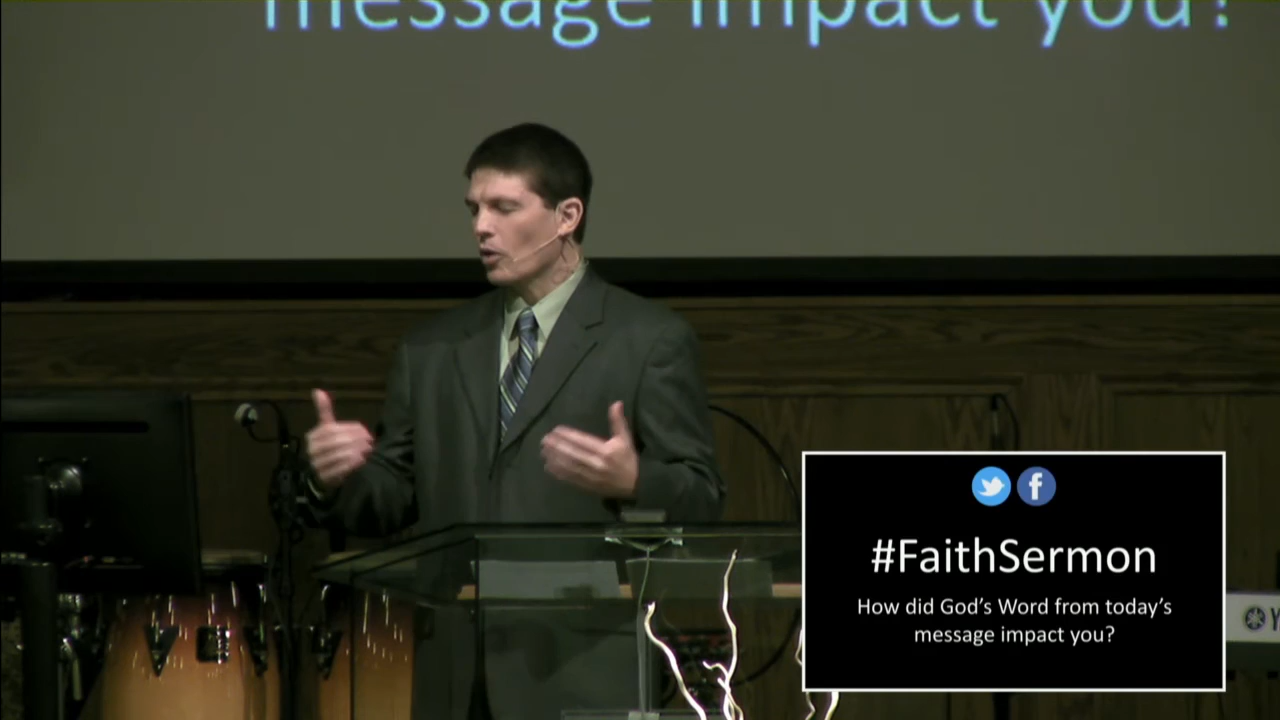 message impact you?
#FaithSermon
How did God's Word from today's
message impact you?
Y